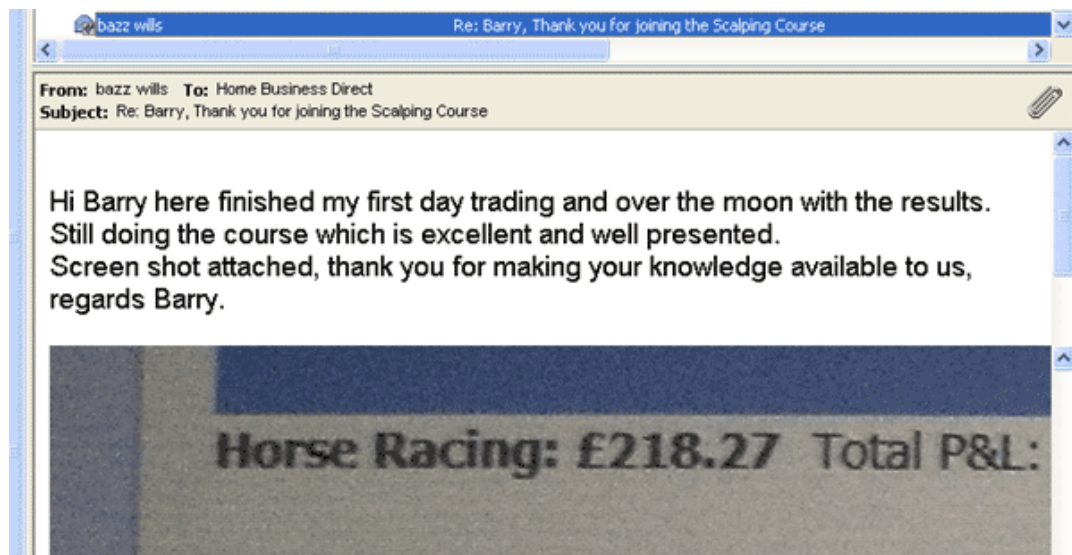 bazz wills Re: Barry, Thank you for joining the Scalping Course
From: bazz wills To: Home Business Direct
Subject: Re: Barry, Thank you for joining the Scalping Course
Hi Barry here finished my first day trading and over the moon with the results.
Still doing the course which is excellent and well presented.
Screen shot attached, thank you for making your knowledge available to us,
regards Barry.
Horse Racing: £218.27 Total P&L: